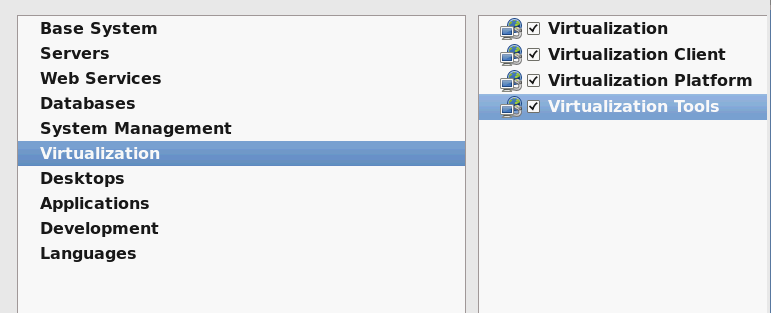 Base System
Servers
Web Services
Databases
System Management
Virtualization
Desktops
Applications
Development
Languages
Virtualization
Virtualization Client
Virtualization Platform
Virtualization Tools